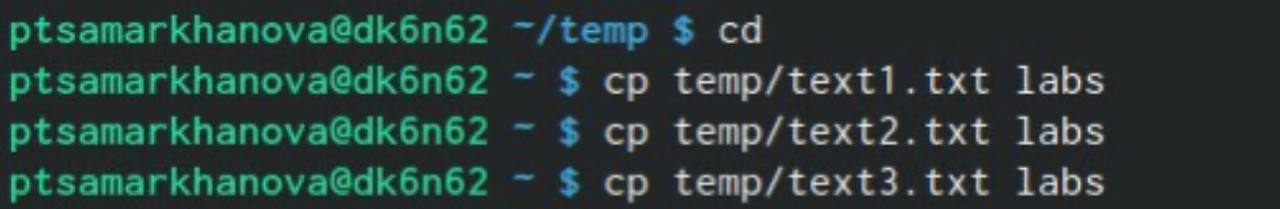 ptsamarkhanova@dk6n62 ~/temp $ cd
ptsamarkhanova@dk6n62 ~ $ cp temp/text1.txt labs
ptsamarkhanova@dk6n62 ~ $ cp temp/text2.txt labs
ptsamarkhanova@dk6n62 ~ $ cp temp/text3.txt labs